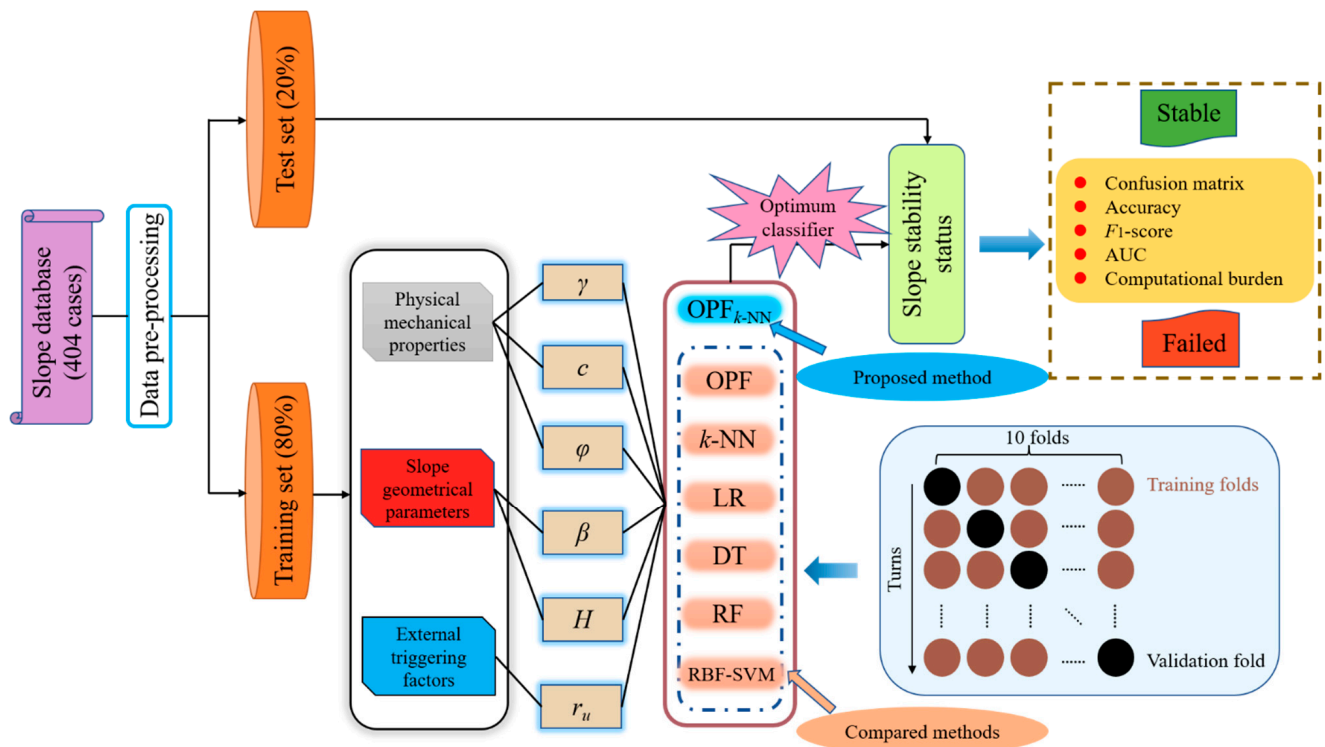 Slope database
(404 cases)
Data pre-processing
Test set (20%)
Training set (80%)
Physical
mechanical
properties
Slope
geometrical
parameters
External
triggering
factors
γ
c
φ
β
H
r_u
Optimum
classifier
OPF_k-NN
OPF
k-NN
LR
DT
RF
RBF-SVM
Proposed method
Compared methods
Slope stability
status
Stable
Confusion matrix
Accuracy
F1-score
AUC
Computational burden
Failed
10 folds
Training folds
Turns
Validation fold